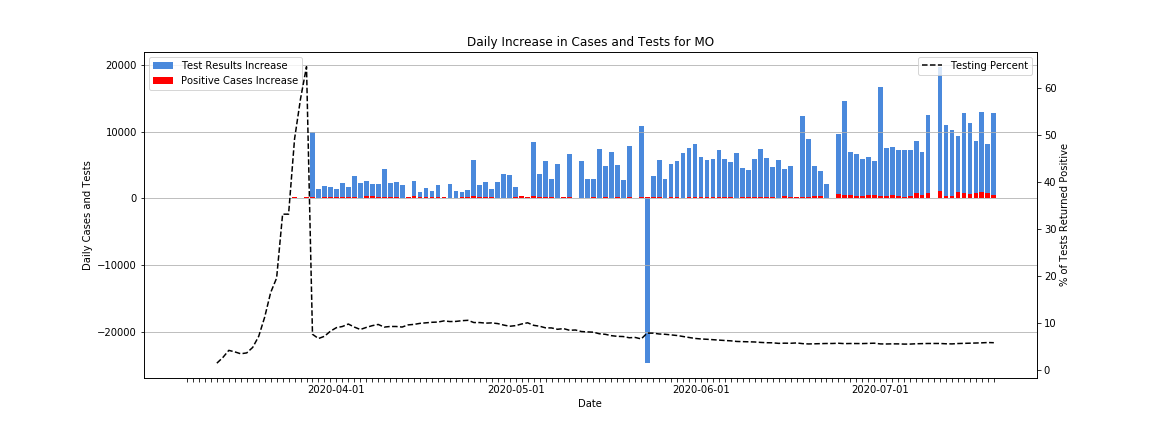 Daily Increase in Cases and Tests for MO
Test Results Increase
Positive Cases Increase
Testing Percent
20000
10000
0
−10000
−20000
Daily Cases and Tests
60
50
40
30
20
10
0
% of Tests Returned Positive
2020-04-01
2020-05-01
2020-06-01
2020-07-01
Date